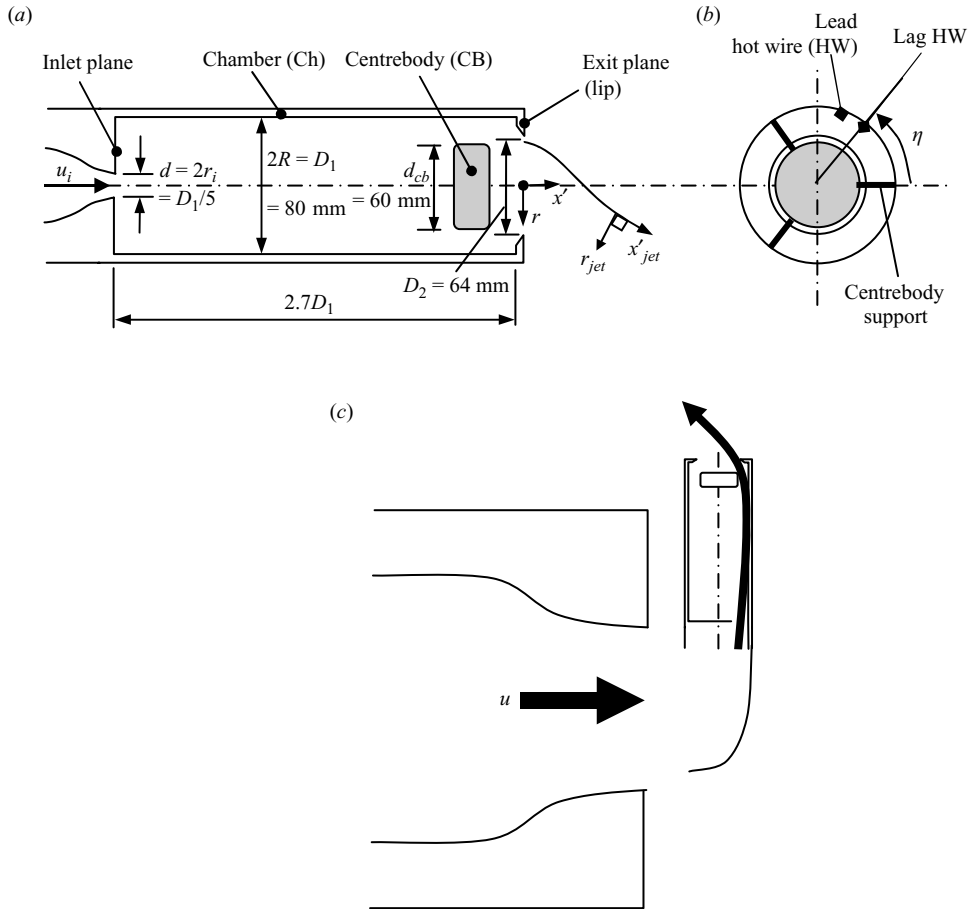 (a)
(b)
Inlet plane
Chamber (Ch)
Centrebody (CB)
Exit plane
(lip)
Lead
hot wire (HW)
Lag HW
η
u_i
d = 2r_i
= D_1/5
2R = D_1
= 80 mm
d_cb
= 60 mm
x′
r
r_jet
x′_jet
D_2 = 64 mm
2.7D_1
Centrebody
support
(c)
u